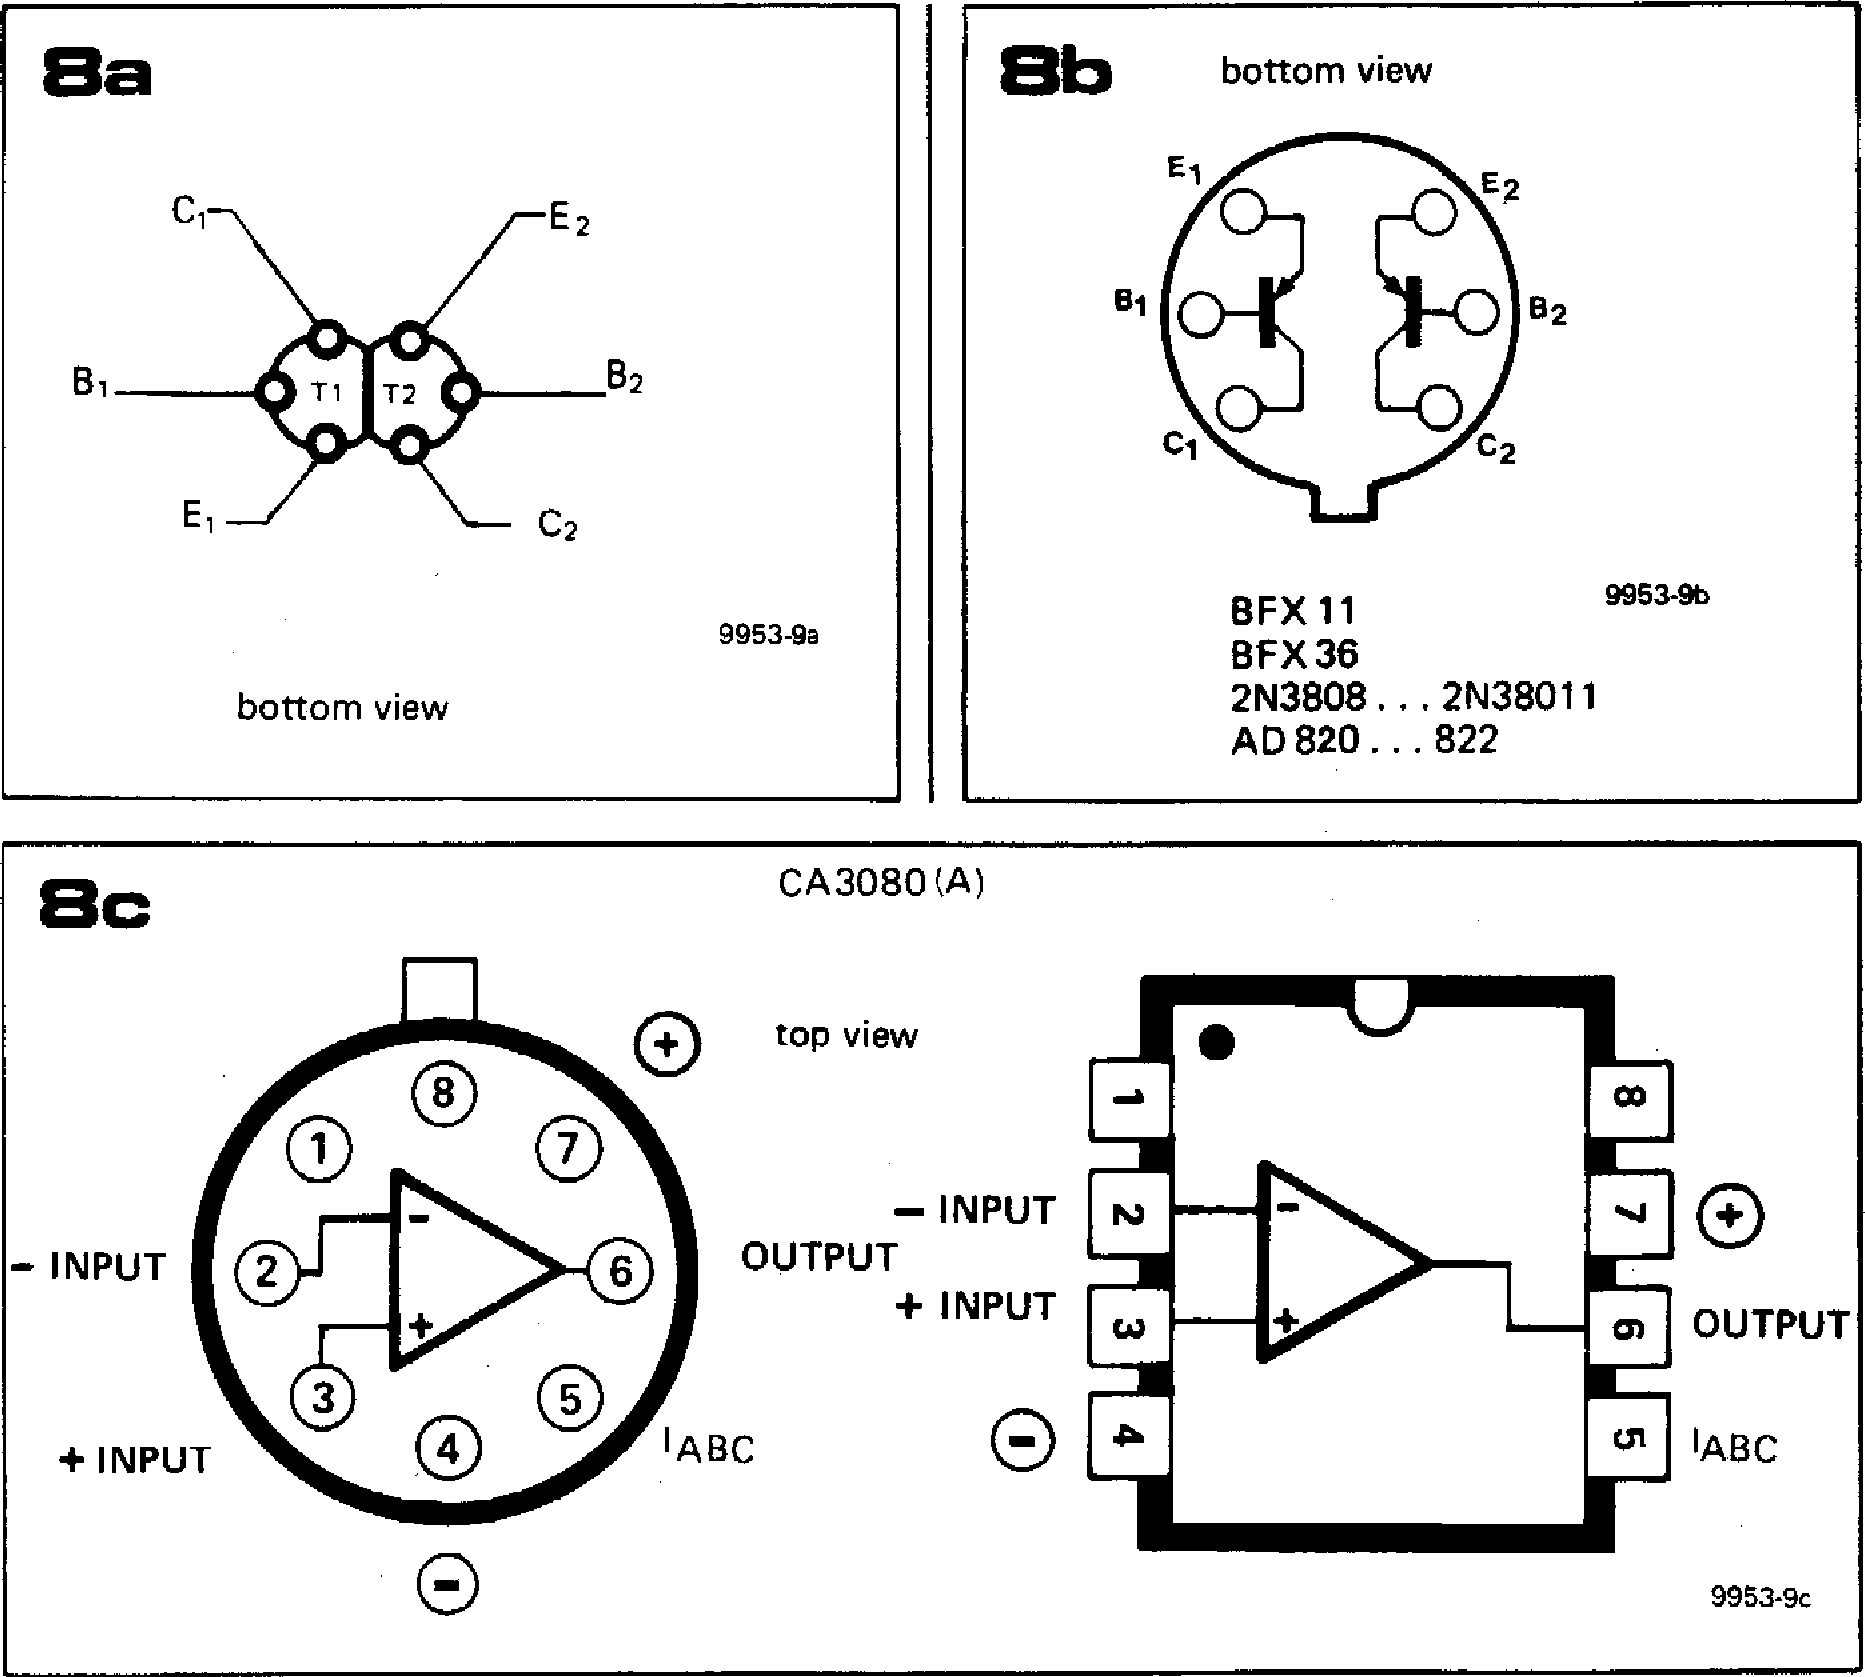 8a
C1 E2
B1 T1 T2 B2
E1 C2
9953-9a
bottom view
8b bottom view
E1 E2
B1 B2
C1 C2
9953-9b
BFX 11
BFX 36
2N3808 . . . 2N38011
AD 820 . . . 822
8c CA3080 (A)
+ top view
8
1 7
- INPUT 2 - 6 OUTPUT
3 + 5
+ INPUT 4 IABC
-
1 8
- INPUT 2 - 7 +
+ INPUT 3 + 6 OUTPUT
- 4 5 IABC
9953-9c